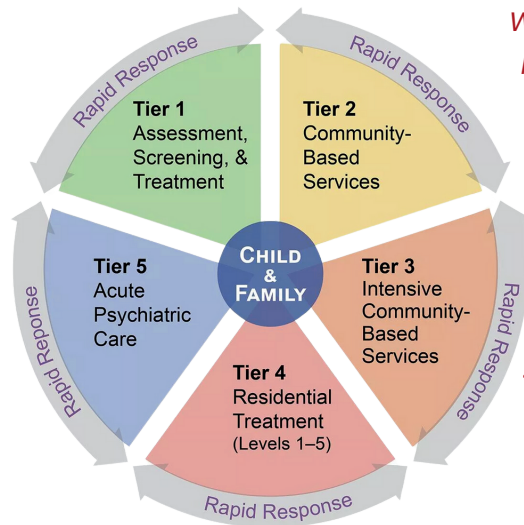 Rapid Response
Rapid Response
Tier 1
Assessment,
Screening, &
Treatment
Tier 2
Community-
Based
Services
CHILD
&
FAMILY
Tier 5
Acute
Psychiatric
Care
Tier 3
Intensive
Community-
Based
Services
Rapid Reponse
Rapid Response
Tier 4
Residential
Treatment
(Levels 1–5)
Rapid Response